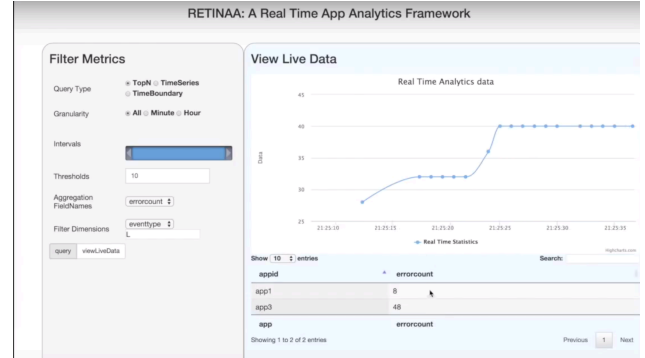 RETINAA: A Real Time App Analytics Framework
Filter Metrics
Query Type
TopN TimeSeries
TimeBoundary
Granularity
All Minute Hour
Intervals
Thresholds
10
Aggregation
FieldNames
errorcount
Filter Dimensions
eventtype
L
query viewLiveData
View Live Data
Real Time Analytics data
45
40
35
30
25
Data
21:25:10 21:25:15 21:25:20 21:25:25 21:25:30 21:25:35
Real Time Statistics
Highcharts.com
Show 10 entries Search:
appid errorcount
app1 8
app3 48
app errorcount
Showing 1 to 2 of 2 entries Previous 1 Next